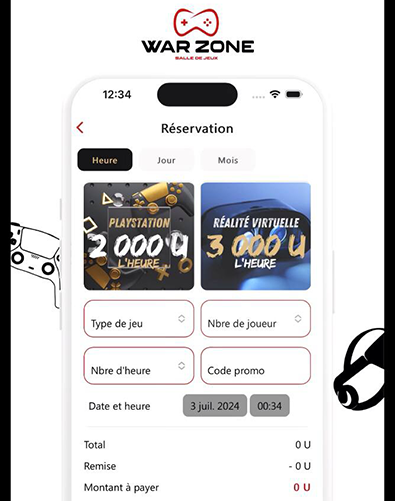 WAR ZONE
SALLE DE JEUX
12:34
Réservation
Heure Jour Mois
PLAYSTATION
2 000 U
L'HEURE
RÉALITÉ VIRTUELLE
3 000 U
L'HEURE
Type de jeu Nbre de joueur
Nbre d'heure Code promo
Date et heure 3 juil. 2024 00:34
Total 0 U
Remise - 0 U
Montant à payer 0 U